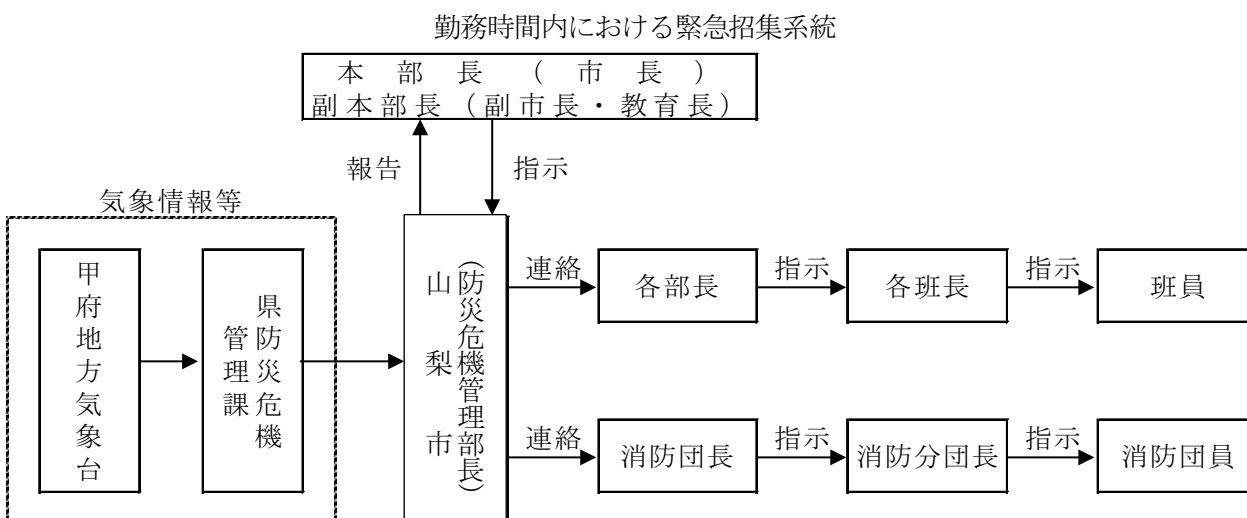 勤務時間内における緊急招集系統
本部長（市長）
副本部長（副市長・教育長）
報告
指示
気象情報等
甲府地方気象台
県防災危機
管理課
山梨市
（防災危機管理部長）
連絡
各部長
指示
各班長
指示
班員
連絡
消防団長
指示
消防分団長
指示
消防団員